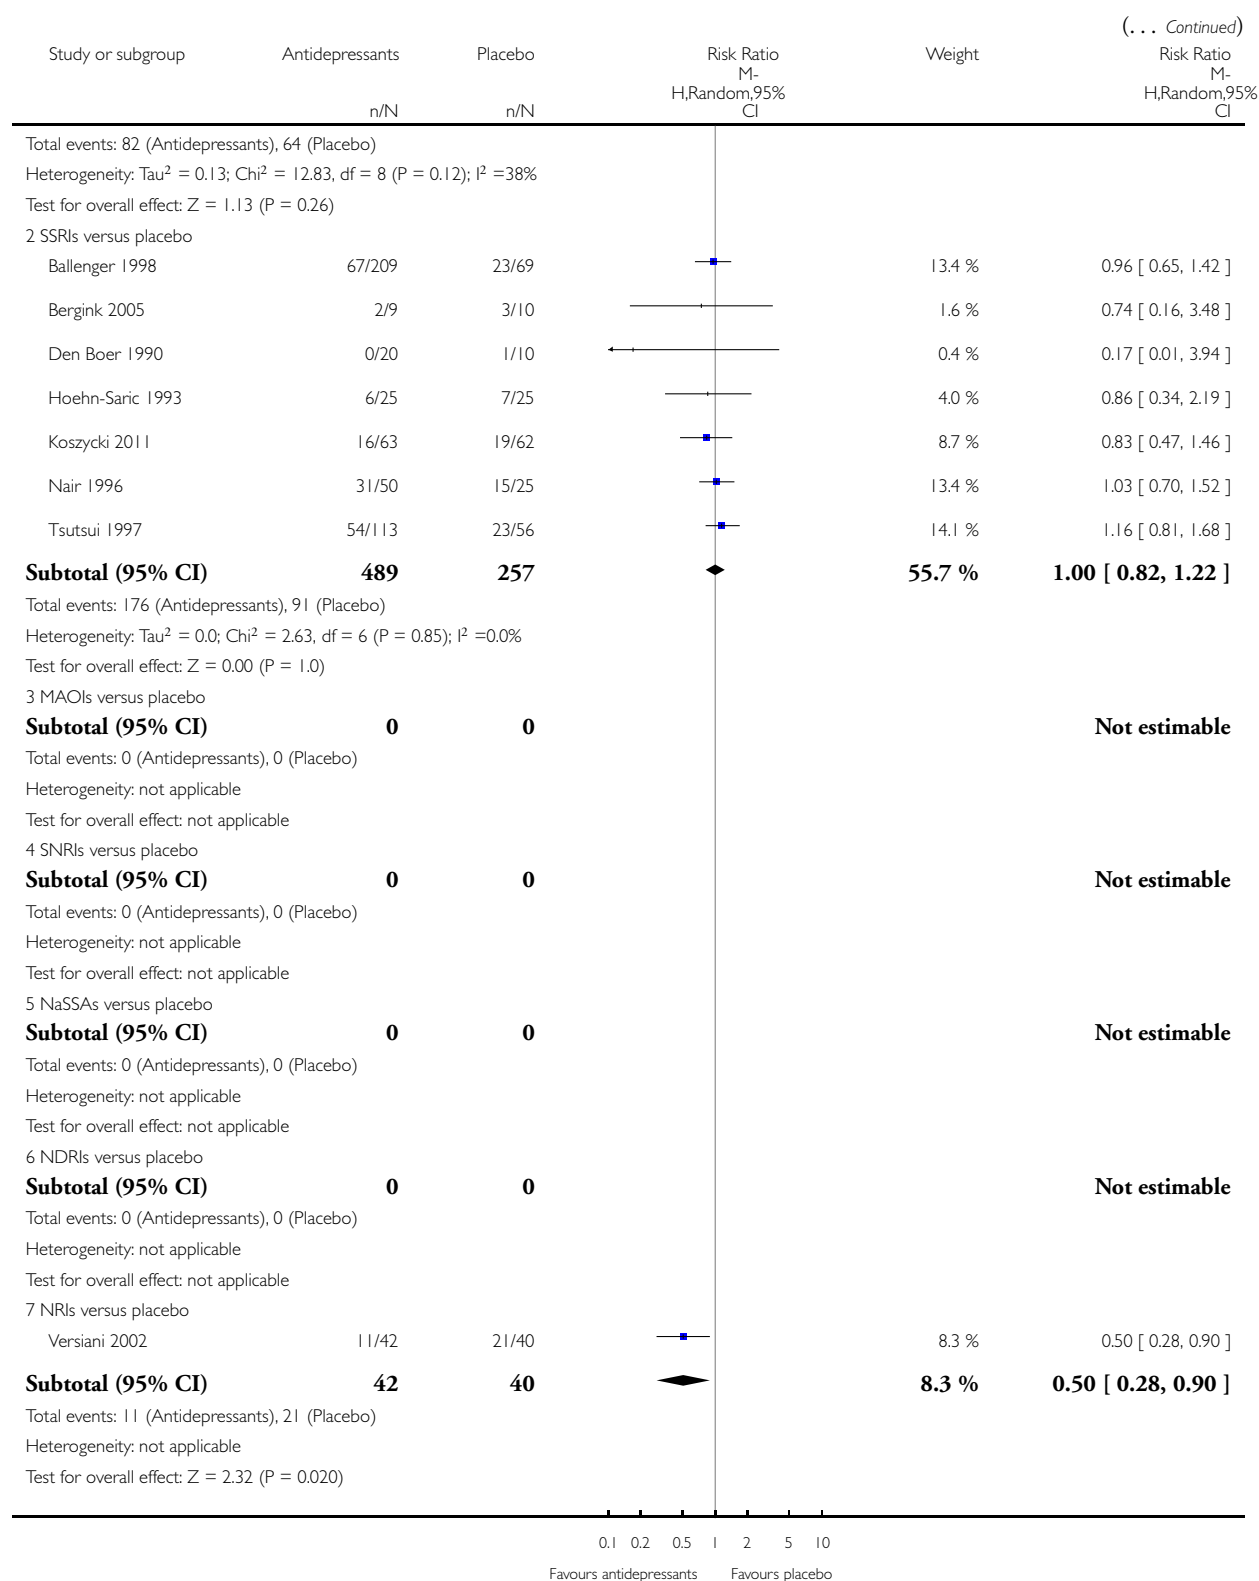 (... Continued)
Study or subgroup Antidepressants Placebo Risk Ratio Weight Risk Ratio
M- M-
H,Random,95% H,Random,95%
n/N n/N CI CI
Total events: 82 (Antidepressants), 64 (Placebo)
Heterogeneity: Tau² = 0.13; Chi² = 12.83, df = 8 (P = 0.12); I² =38%
Test for overall effect: Z = 1.13 (P = 0.26)
2 SSRIs versus placebo
Ballenger 1998 67/209 23/69 13.4 % 0.96 [ 0.65, 1.42 ]
Bergink 2005 2/9 3/10 1.6 % 0.74 [ 0.16, 3.48 ]
Den Boer 1990 0/20 1/10 0.4 % 0.17 [ 0.01, 3.94 ]
Hoehn-Saric 1993 6/25 7/25 4.0 % 0.86 [ 0.34, 2.19 ]
Koszycki 2011 16/63 19/62 8.7 % 0.83 [ 0.47, 1.46 ]
Nair 1996 31/50 15/25 13.4 % 1.03 [ 0.70, 1.52 ]
Tsutsui 1997 54/113 23/56 14.1 % 1.16 [ 0.81, 1.68 ]
Subtotal (95% CI) 489 257 55.7 % 1.00 [ 0.82, 1.22 ]
Total events: 176 (Antidepressants), 91 (Placebo)
Heterogeneity: Tau² = 0.0; Chi² = 2.63, df = 6 (P = 0.85); I² =0.0%
Test for overall effect: Z = 0.00 (P = 1.0)
3 MAOIs versus placebo
Subtotal (95% CI) 0 0 Not estimable
Total events: 0 (Antidepressants), 0 (Placebo)
Heterogeneity: not applicable
Test for overall effect: not applicable
4 SNRIs versus placebo
Subtotal (95% CI) 0 0 Not estimable
Total events: 0 (Antidepressants), 0 (Placebo)
Heterogeneity: not applicable
Test for overall effect: not applicable
5 NaSSAs versus placebo
Subtotal (95% CI) 0 0 Not estimable
Total events: 0 (Antidepressants), 0 (Placebo)
Heterogeneity: not applicable
Test for overall effect: not applicable
6 NDRIs versus placebo
Subtotal (95% CI) 0 0 Not estimable
Total events: 0 (Antidepressants), 0 (Placebo)
Heterogeneity: not applicable
Test for overall effect: not applicable
7 NRIs versus placebo
Versiani 2002 11/42 21/40 8.3 % 0.50 [ 0.28, 0.90 ]
Subtotal (95% CI) 42 40 8.3 % 0.50 [ 0.28, 0.90 ]
Total events: 11 (Antidepressants), 21 (Placebo)
Heterogeneity: not applicable
Test for overall effect: Z = 2.32 (P = 0.020)
0.1 0.2 0.5 1 2 5 10
Favours antidepressants Favours placebo